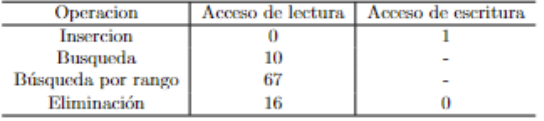 Operacion Acceso de lectura Acceso de escritura
Insercion 0 1
Busqueda 10 -
Búsqueda por rango 67 -
Eliminación 16 0